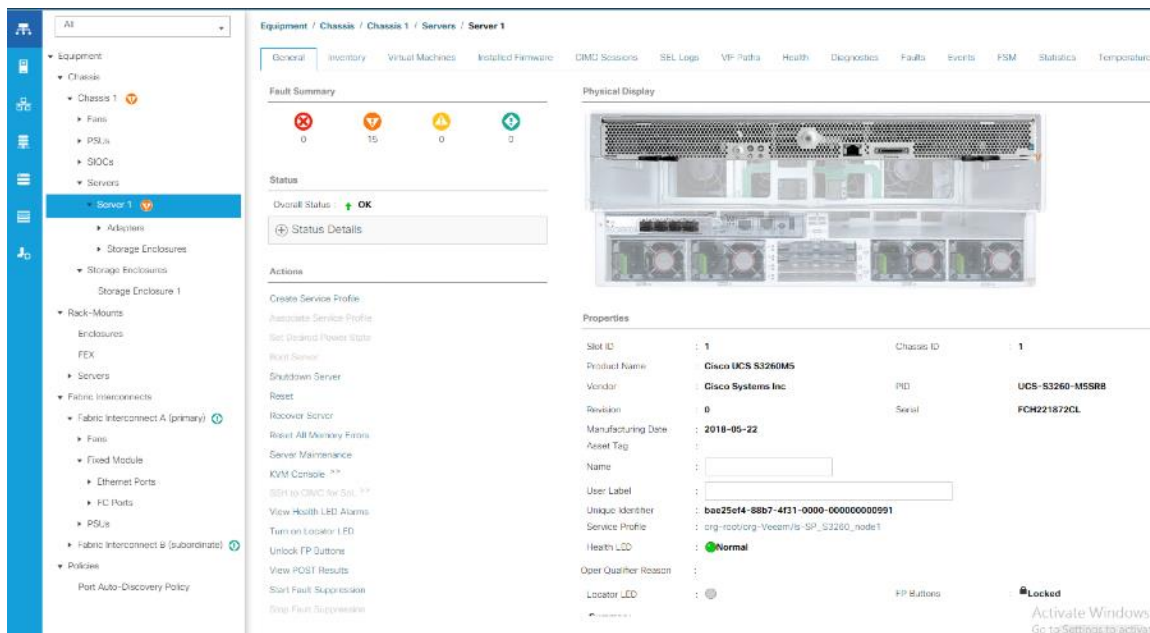 All
Equipment
Chassis
Chassis 1
Fans
PSUs
SIOCs
Servers
Server 1
Adapters
Storage Enclosures
Storage Enclosures
Storage Enclosure 1
Rack-Mounts
Enclosures
FEX
Servers
Fabric Interconnects
Fabric Interconnect A (primary)
Fans
Fixed Module
Ethernet Ports
FC Ports
PSUs
Fabric Interconnect B (subordinate)
Policies
Port Auto-Discovery Policy
Equipment / Chassis / Chassis 1 / Servers / Server 1
General Inventory Virtual Machines Installed Firmware CIMC Sessions SEL Logs VIF Paths Health Diagnostics Faults Events FSM Statistics Temperature
Fault Summary
0 15 0 0
Status
Overall Status : OK
Status Details
Actions
Create Service Profile
Associate Service Profile
Set Desired Power State
Boot Server
Shutdown Server
Reset
Recover Server
Reset All Memory Errors
Server Maintenance
KVM Console >>
SSH to CIMC for SoL >>
View Health LED Alarms
Turn on Locator LED
Unlock FP Buttons
View POST Results
Start Fault Suppression
Stop Fault Suppression
Physical Display
Properties
Slot ID : 1 Chassis ID : 1
Product Name : Cisco UCS S3260M5
Vendor : Cisco Systems Inc PID : UCS-S3260-M5SRB
Revision : 0 Serial : FCH221872CL
Manufacturing Date : 2018-05-22
Asset Tag :
Name :
User Label :
Unique Identifier : bae25ef4-88b7-4f31-0000-000000000991
Service Profile : org-root/org-Veeam/ls-SP_S3260_node1
Health LED : Normal
Oper Qualifier Reason :
Locator LED : FP Buttons : Locked
Activate Windows
Go to Settings to activat